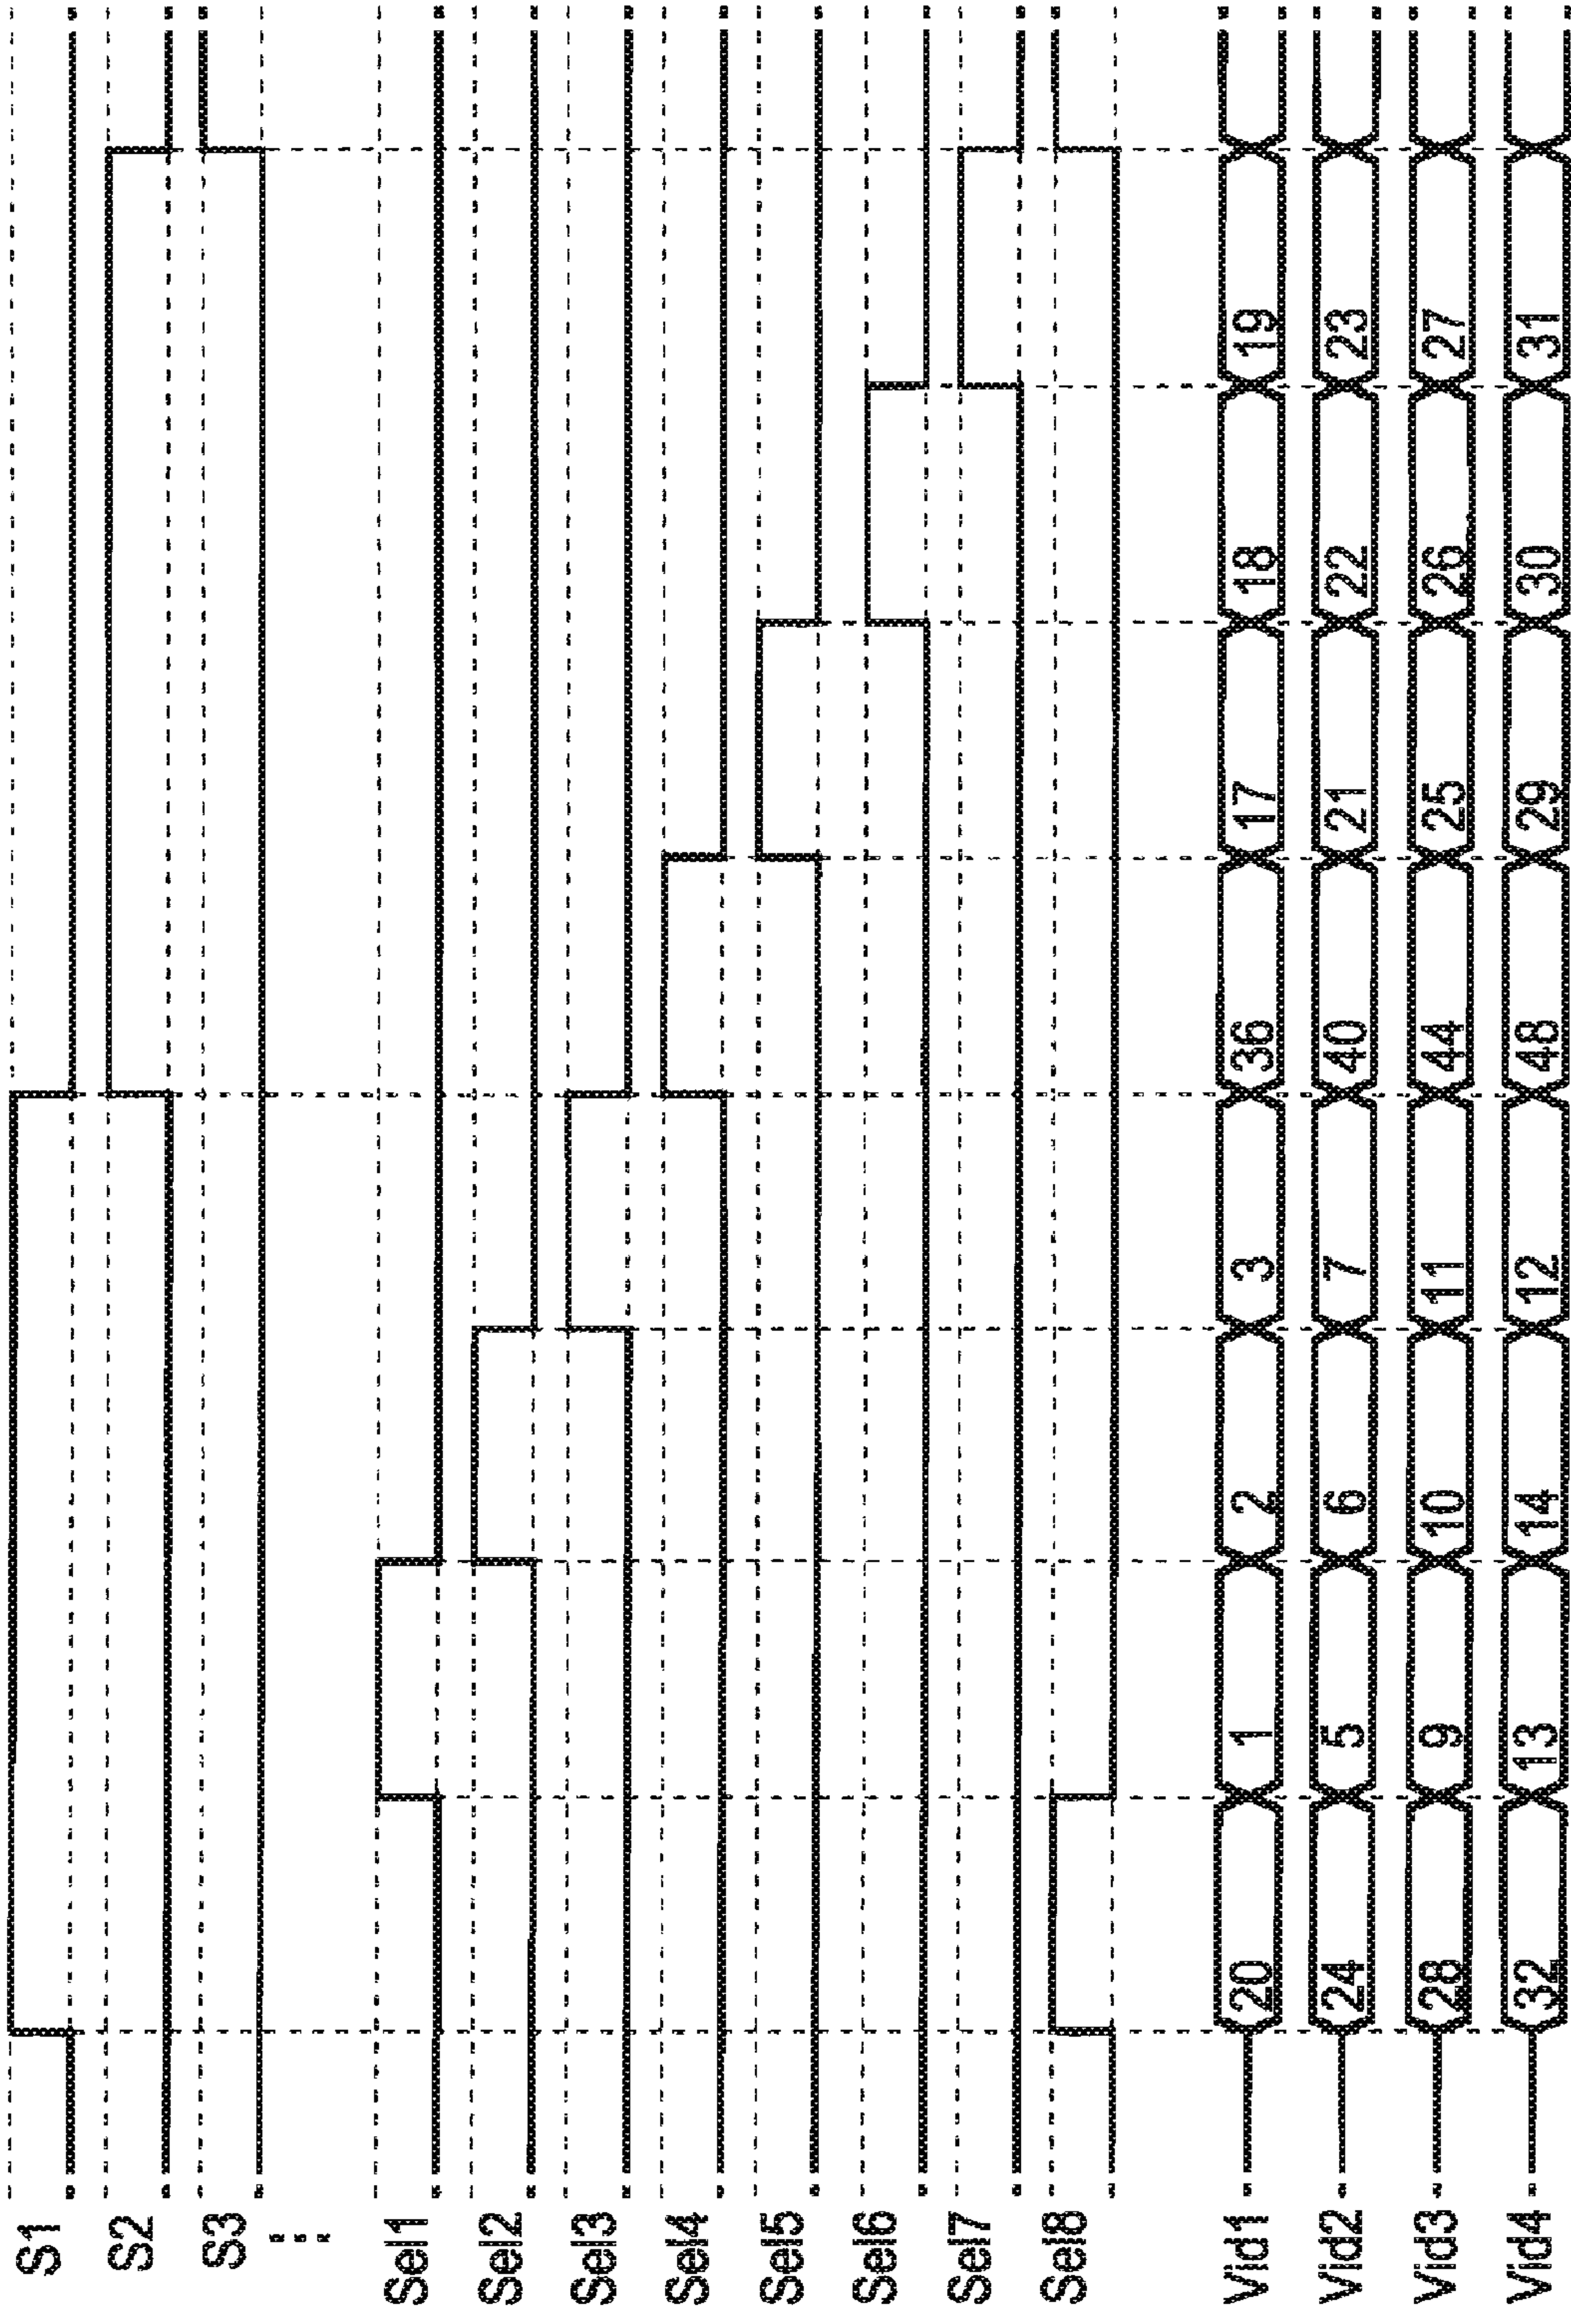 S1
S2
S3
...
Sel1
Sel2
Sel3
Sel4
Sel5
Sel6
Sel7
Sel8
Vid1 20 1 2 3 36 17 18 19
Vid2 24 5 6 7 40 21 22 23
Vid3 28 9 10 11 44 25 26 27
Vid4 32 13 14 12 48 29 30 31